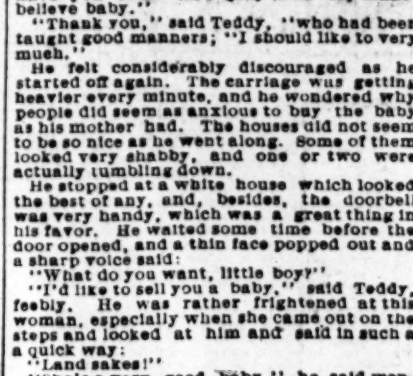 believe baby."
"Thank you," said Teddy, "who had been
taught good manners; "I should like to very
much."
He felt considerably discouraged as he
started off again. The carriage was getting
heavier every minute, and he wondered why
people did seem as anxious to buy the baby
as his mother had. The houses did not seem
to be so nice as he went along. Some of them
looked very shabby, and one or two were
actually tumbling down.
He stopped at a white house which looked
the best of any, and, besides, the doorbell
was very handy, which was a great thing in
his favor. He waited some time before the
door opened, and a thin face popped out and
a sharp voice said:
"What do you want, little boy?"
"I'd like to sell you a baby," said Teddy,
feebly. He was rather frightened at this
woman, especially when she came out on the
steps and looked at him and said in such a
a quick way:
"Land sakes!"
very good baby," he said